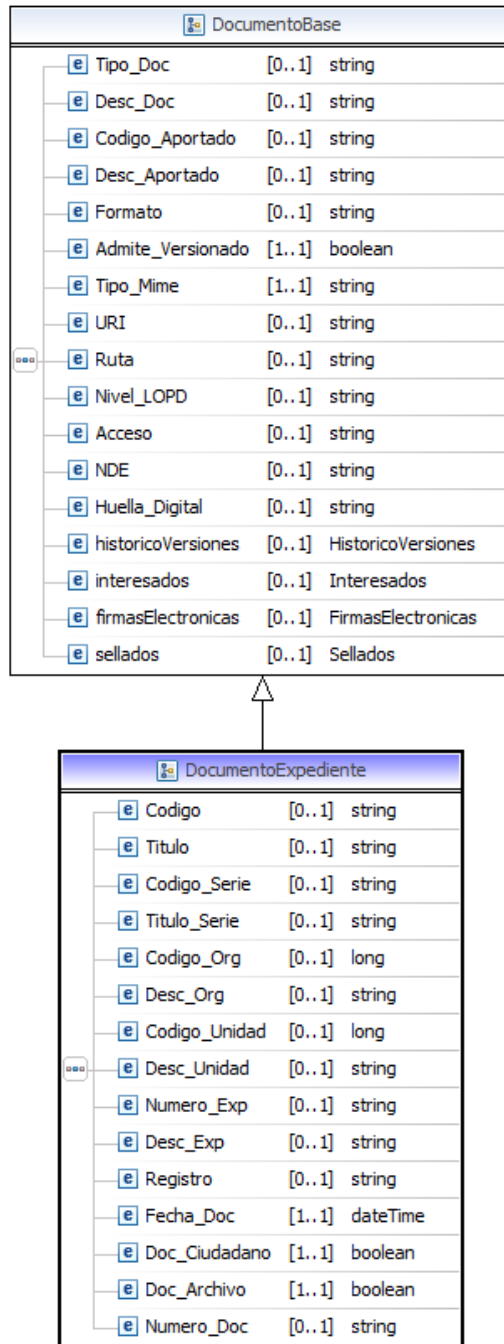 DocumentoBase
e Tipo_Doc [0..1] string
e Desc_Doc [0..1] string
e Codigo_Aportado [0..1] string
e Desc_Aportado [0..1] string
e Formato [0..1] string
e Admite_Versionado [1..1] boolean
e Tipo_Mime [1..1] string
e URI [0..1] string
e Ruta [0..1] string
e Nivel_LOPD [0..1] string
e Acceso [0..1] string
e NDE [0..1] string
e Huella_Digital [0..1] string
e historicoVersiones [0..1] HistoricoVersiones
e interesados [0..1] Interesados
e firmasElectronicas [0..1] FirmasElectronicas
e sellados [0..1] Sellados
DocumentoExpediente
e Codigo [0..1] string
e Titulo [0..1] string
e Codigo_Serie [0..1] string
e Titulo_Serie [0..1] string
e Codigo_Org [0..1] long
e Desc_Org [0..1] string
e Codigo_Unidad [0..1] long
e Desc_Unidad [0..1] string
e Numero_Exp [0..1] string
e Desc_Exp [0..1] string
e Registro [0..1] string
e Fecha_Doc [1..1] dateTime
e Doc_Ciudadano [1..1] boolean
e Doc_Archivo [1..1] boolean
e Numero_Doc [0..1] string